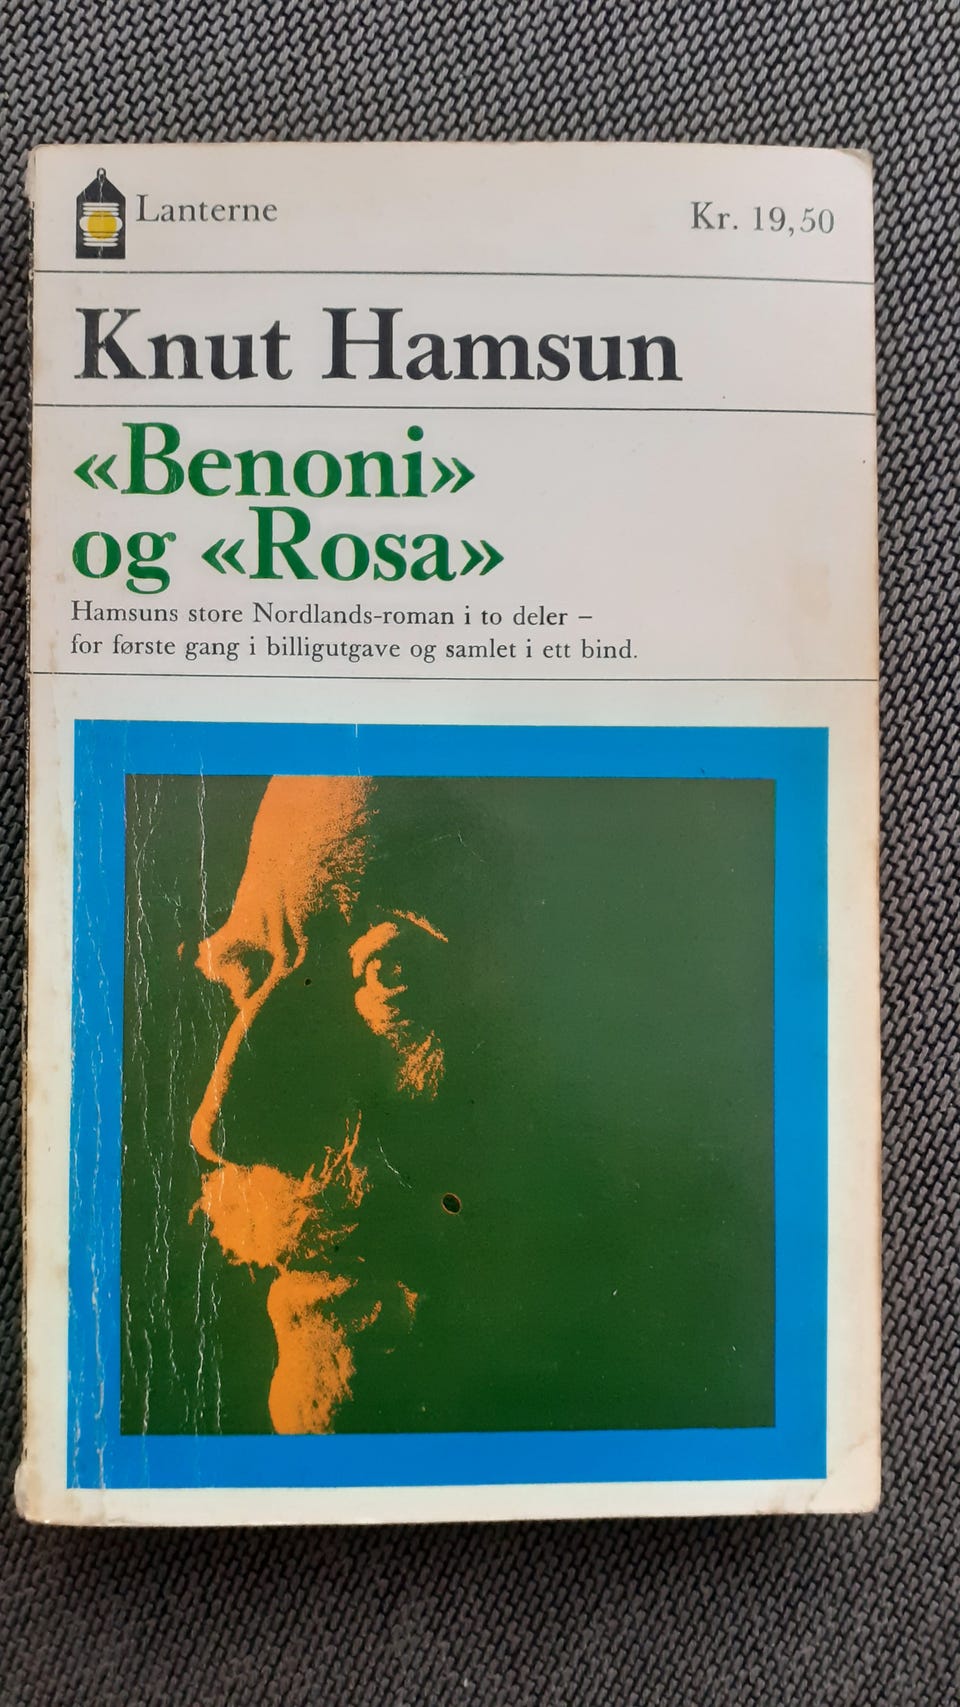 Lanterne
Kr. 19,50
Knut Hamsun
«Benoni»
og «Rosa»
Hamsuns store Nordlands-roman i to deler –
for første gang i billigutgave og samlet i ett bind.